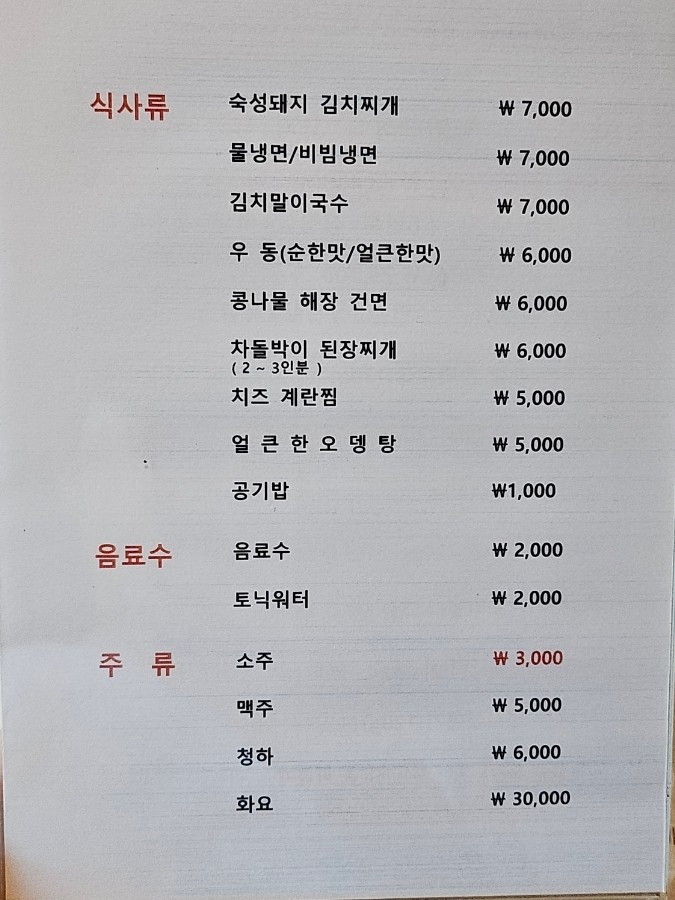 식사류 숙성돼지 김치찌개 ₩ 7,000
물냉면/비빔냉면 ₩ 7,000
김치말이국수 ₩ 7,000
우 동(순한맛/얼큰한맛) ₩ 6,000
콩나물 해장 건면 ₩ 6,000
차돌박이 된장찌개 ₩ 6,000
( 2 ~ 3인분 )
치즈 계란찜 ₩ 5,000
얼 큰 한 오 뎅 탕 ₩ 5,000
공기밥 ₩1,000
음료수 음료수 ₩ 2,000
토닉워터 ₩ 2,000
주 류 소주 ₩ 3,000
맥주 ₩ 5,000
청하 ₩ 6,000
화요 ₩ 30,000